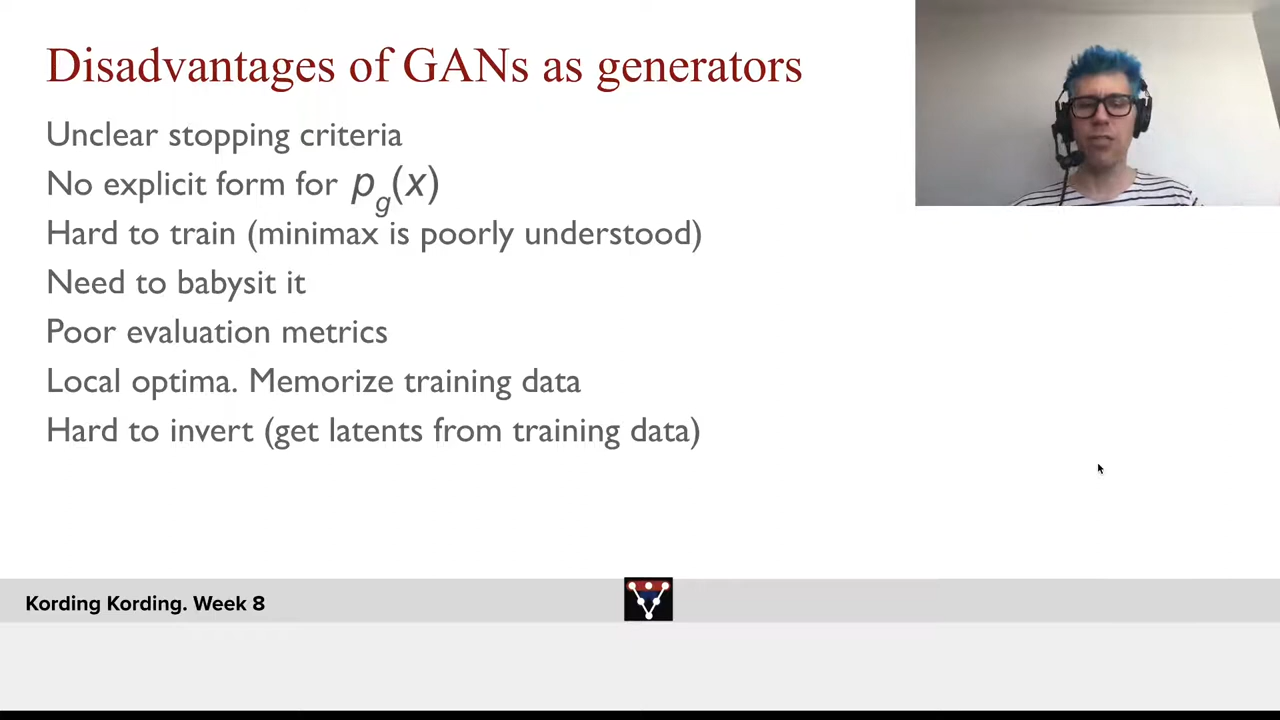 Disadvantages of GANs as generators
Unclear stopping criteria
No explicit form for p_g(x)
Hard to train (minimax is poorly understood)
Need to babysit it
Poor evaluation metrics
Local optima. Memorize training data
Hard to invert (get latents from training data)
Kording Kording. Week 8